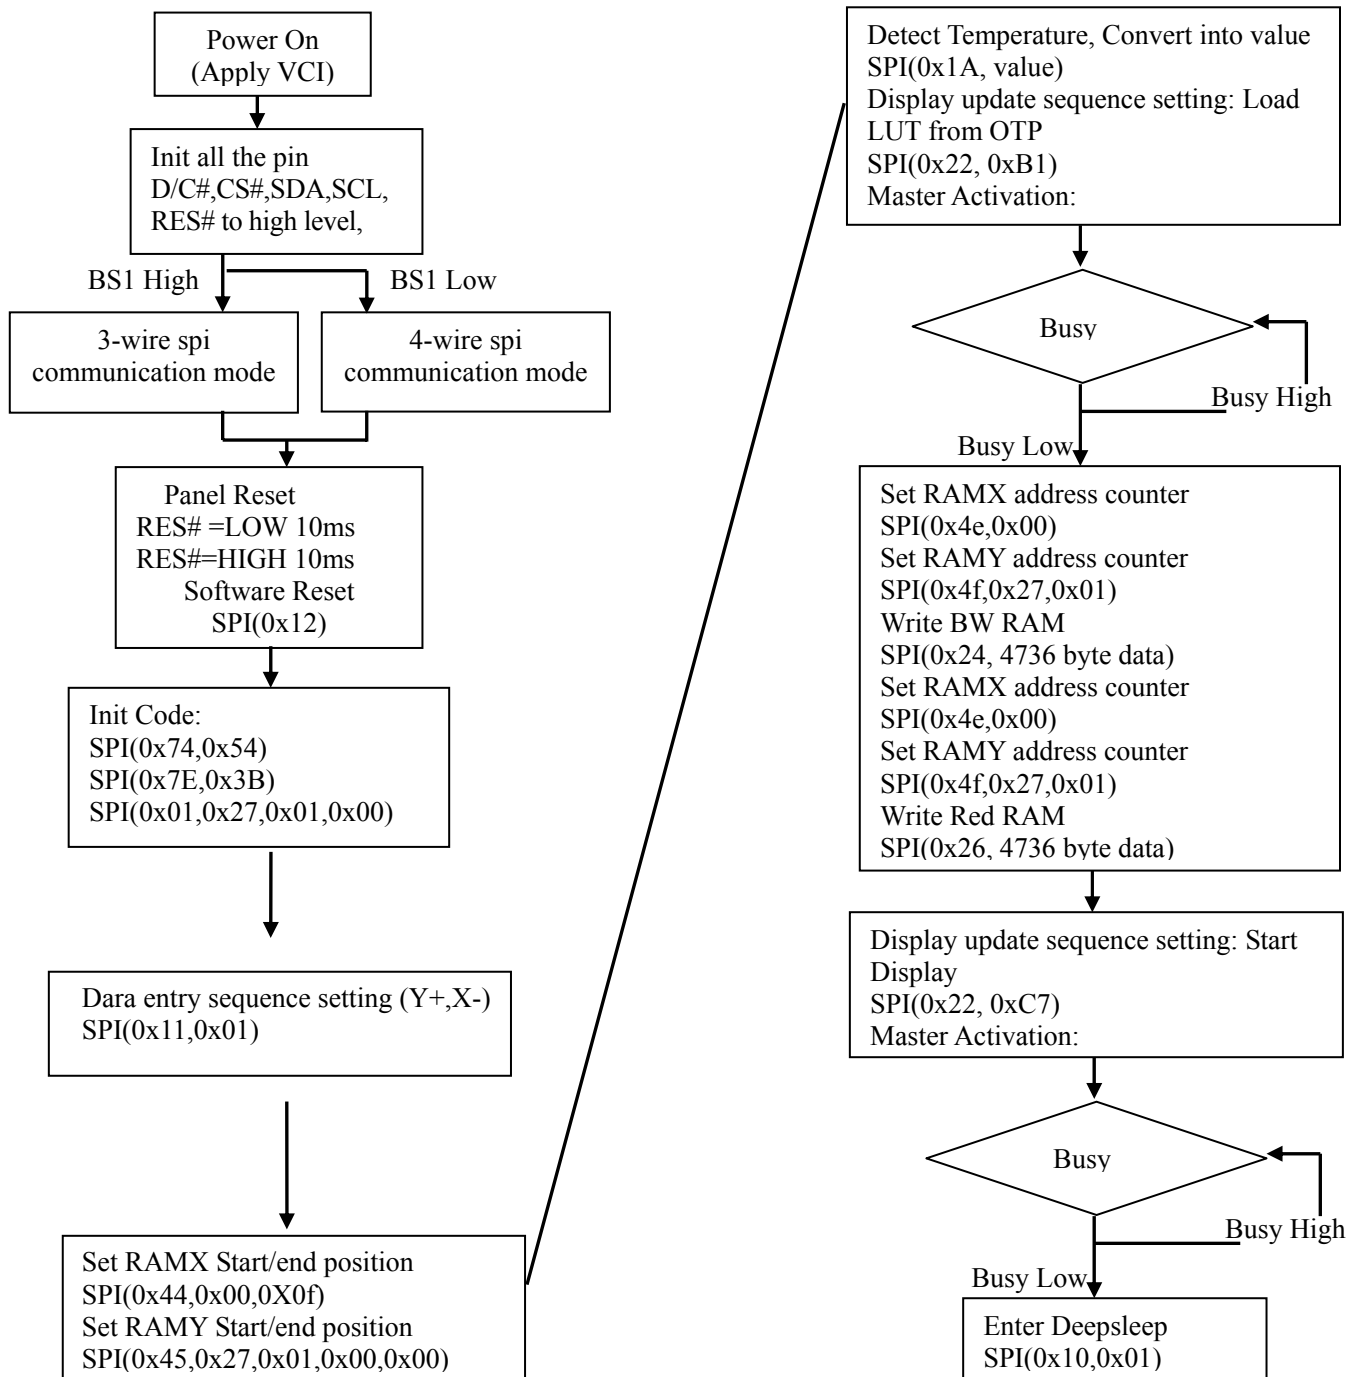 Power On
(Apply VCI)
Init all the pin
D/C#,CS#,SDA,SCL,
RES# to high level,
BS1 High
BS1 Low
3-wire spi
communication mode
4-wire spi
communication mode
Panel Reset
RES# =LOW 10ms
RES#=HIGH 10ms
Software Reset
SPI(0x12)
Init Code:
SPI(0x74,0x54)
SPI(0x7E,0x3B)
SPI(0x01,0x27,0x01,0x00)
Dara entry sequence setting (Y+,X-)
SPI(0x11,0x01)
Set RAMX Start/end position
SPI(0x44,0x00,0X0f)
Set RAMY Start/end position
SPI(0x45,0x27,0x01,0x00,0x00)
Detect Temperature, Convert into value
SPI(0x1A, value)
Display update sequence setting: Load
LUT from OTP
SPI(0x22, 0xB1)
Master Activation:
Busy
Busy High
Busy Low
Set RAMX address counter
SPI(0x4e,0x00)
Set RAMY address counter
SPI(0x4f,0x27,0x01)
Write BW RAM
SPI(0x24, 4736 byte data)
Set RAMX address counter
SPI(0x4e,0x00)
Set RAMY address counter
SPI(0x4f,0x27,0x01)
Write Red RAM
SPI(0x26, 4736 byte data)
Display update sequence setting: Start
Display
SPI(0x22, 0xC7)
Master Activation:
Busy
Busy High
Busy Low
Enter Deepsleep
SPI(0x10,0x01)